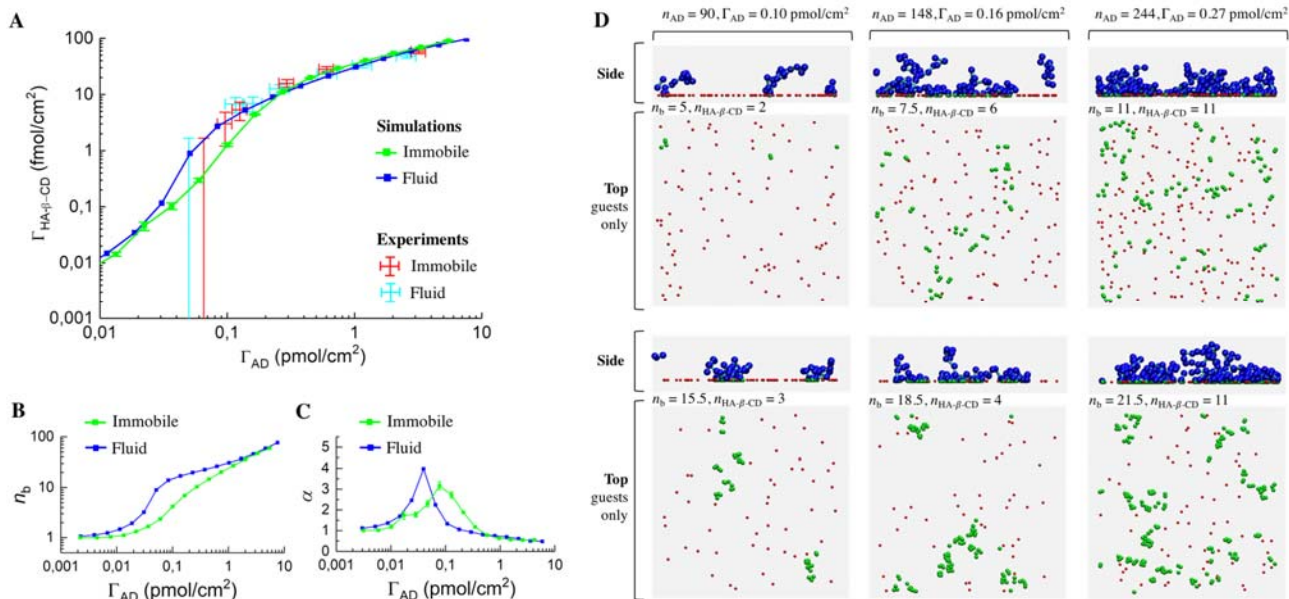 A
Γ_HA-β-CD (fmol/cm²)
100
10
1
0,1
0,01
0,001
Simulations
Immobile
Fluid
Experiments
Immobile
Fluid
0,01 0,1 1 10
Γ_AD (pmol/cm²)
B
Immobile
Fluid
n_b
100
10
1
0,001 0,01 0,1 1 10
Γ_AD (pmol/cm²)
C
Immobile
Fluid
α
5
4
3
2
1
0
0,001 0,01 0,1 1 10
Γ_AD (pmol/cm²)
D
n_AD = 90, Γ_AD = 0.10 pmol/cm² n_AD = 148, Γ_AD = 0.16 pmol/cm² n_AD = 244, Γ_AD = 0.27 pmol/cm²
Side
n_b = 5, n_HA-β-CD = 2 n_b = 7.5, n_HA-β-CD = 6 n_b = 11, n_HA-β-CD = 11
Top
guests
only
Side
n_b = 15.5, n_HA-β-CD = 3 n_b = 18.5, n_HA-β-CD = 4 n_b = 21.5, n_HA-β-CD = 11
Top
guests
only